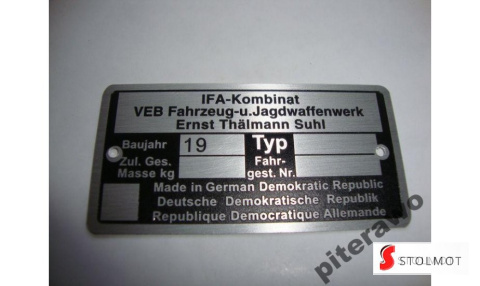 IFA-Kombinat
VEB Fahrzeug-u.Jagdwaffenwerk
Ernst Thälmann Suhl
Baujahr 19 Typ
Zul. Ges. Masse kg
Fahr-gest. Nr.
Made in German Demokratic Republic
Deutsche Demokratische Republik
Republique Democratique Allemande
piterawo
STOLMOT